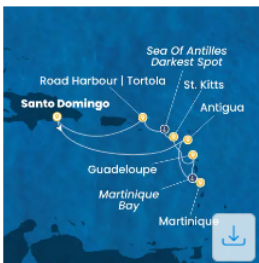 Sea Of Antilles
Darkest Spot
Road Harbour | Tortola
St. Kitts
Santo Domingo
Antigua
Guadeloupe
Martinique
Bay
Martinique